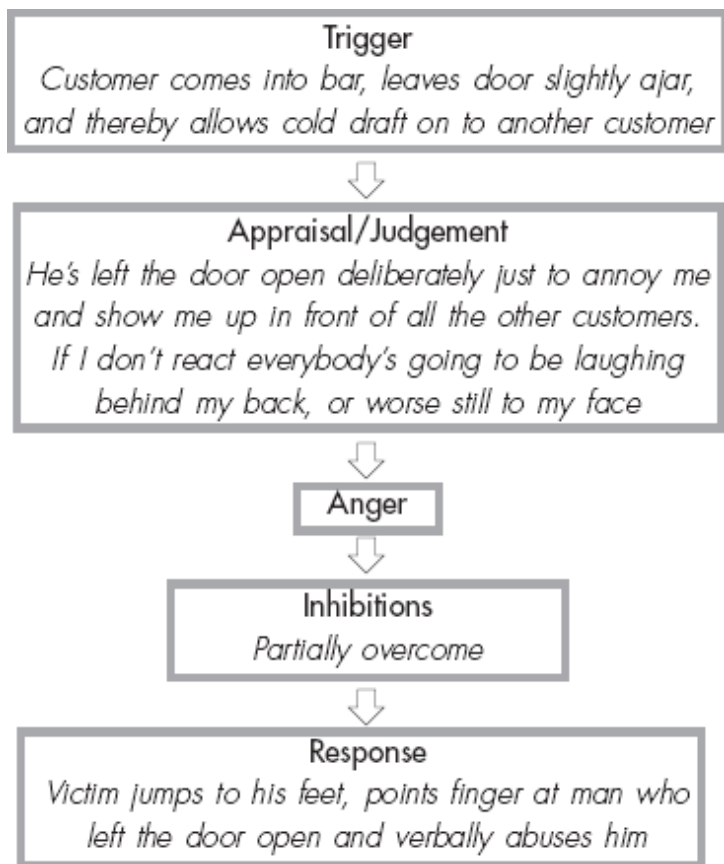 Trigger
Customer comes into bar, leaves door slightly ajar,
and thereby allows cold draft on to another customer
Appraisal/Judgement
He's left the door open deliberately just to annoy me
and show me up in front of all the other customers.
If I don't react everybody's going to be laughing
behind my back, or worse still to my face
Anger
Inhibitions
Partially overcome
Response
Victim jumps to his feet, points finger at man who
left the door open and verbally abuses him